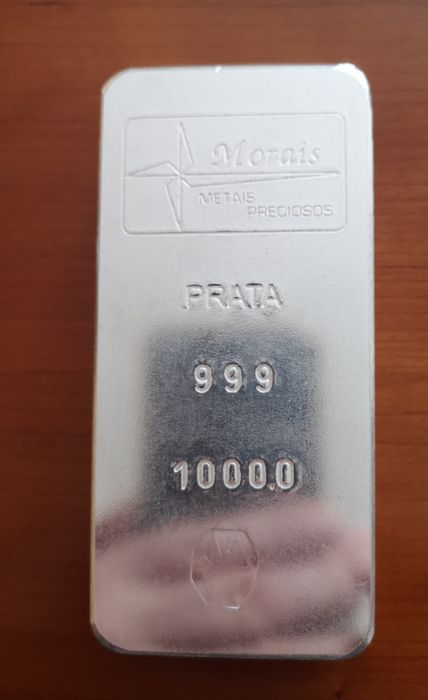 Morais
METAIS
PRECIOSOS
PRATA
999
1000.0